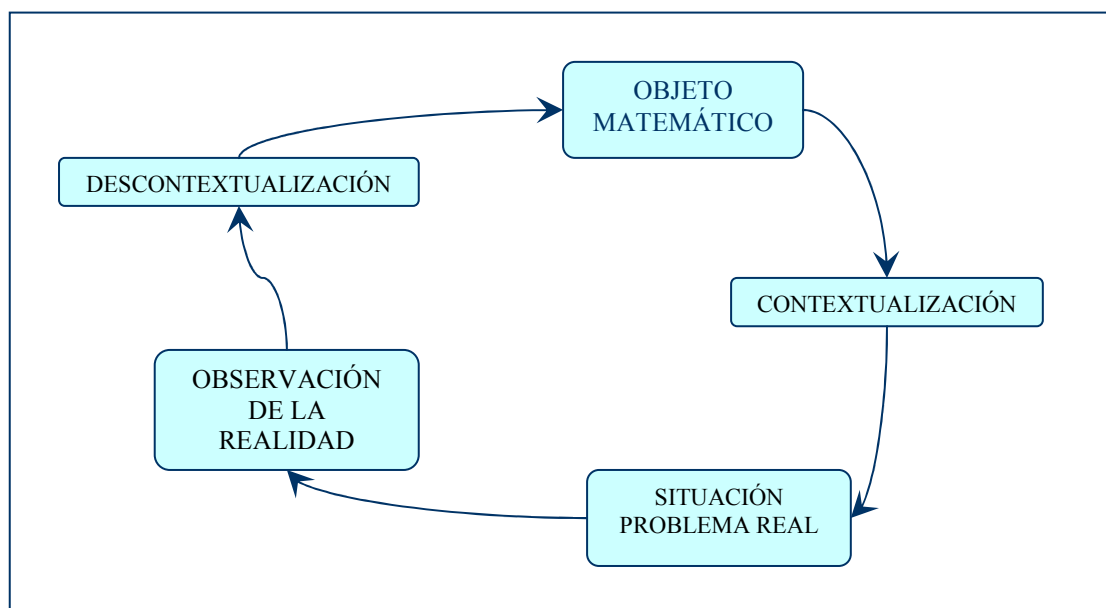 OBJETO
MATEMÁTICO
DESCONTEXTUALIZACIÓN
CONTEXTUALIZACIÓN
OBSERVACIÓN
DE LA
REALIDAD
SITUACIÓN
PROBLEMA REAL